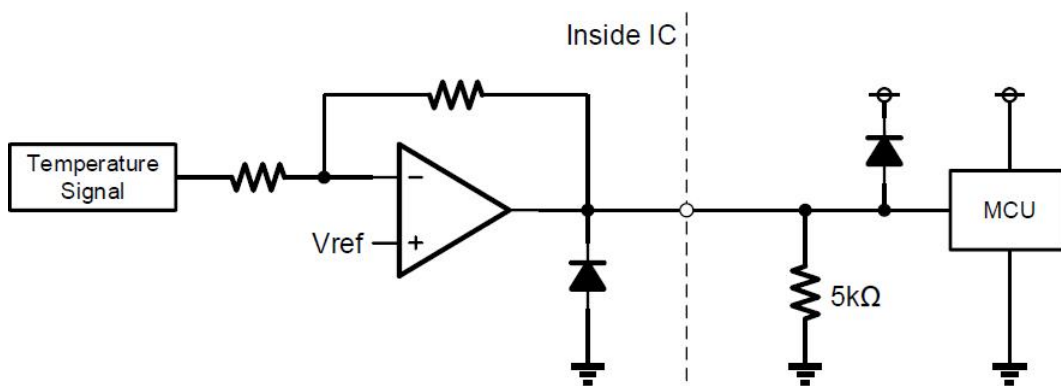 Inside IC
Temperature
Signal
−
Vref
+
5kΩ
MCU